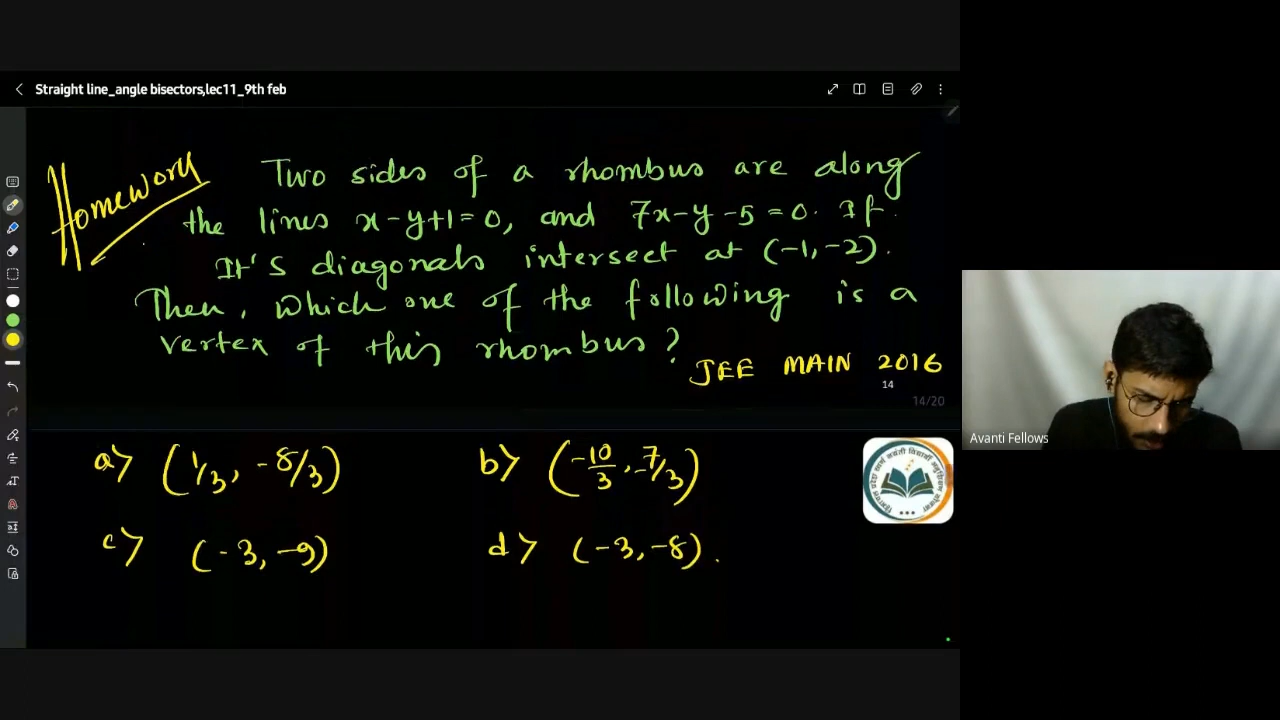 Straight line_angle bisectors,lec11_9th feb
Homework
Two sides of a rhombus are along
the lines x-y+1=0, and 7x-y-5=0. If
It's diagonals intersect at (-1,-2).
Then, which one of the following is a
vertex of this rhombus?
JEE MAIN 2016
14
14/20
a> (1/3, -8/3)
b> (-10/3, -7/3)
c> (-3, -9)
d> (-3, -8).
Avanti Fellows